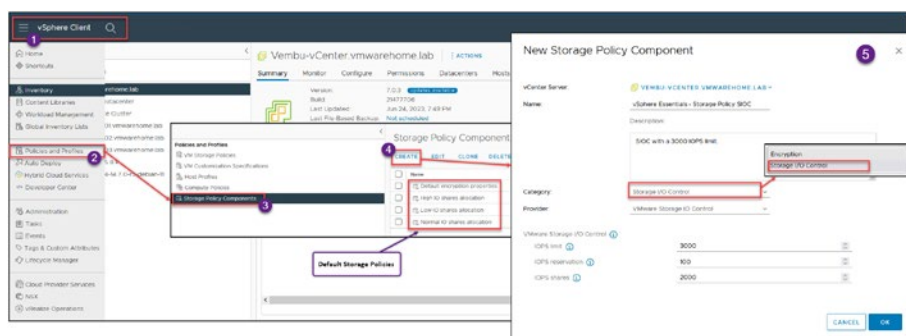 vSphere Client
1
Home
Shortcuts
Inventory
Content Libraries
Workload Management
Global Inventory Lists
Policies and Profiles
2
Auto Deploy
Hybrid Cloud Services
Developer Center
Administration
Tasks
Events
Tags & Custom Attributes
Lifecycle Manager
Cloud Provider Services
NSX
vRealize Operations
Vembu-vCenter.vmwarehome.lab
ACTIONS
Summary Monitor Configure Permissions Datacenters Hosts
Version: 7.0.3
Build:
Last Updated: Jun 24, 2023, 7:49 PM
Last File-Based Backup: Not scheduled
Policies and Profiles
VM Storage Policies
VM Customization Specifications
Host Profiles
Compute Policies
Storage Policy Components
3
Storage Policy Component
4
CREATE EDIT CLONE DELETE
Name
Default encryption properties
High IO shares allocation
Low IO shares allocation
Normal IO shares allocation
Default Storage Policies
New Storage Policy Component
5
vCenter Server:
VEMBU-VCENTER.VMWAREHOME.LAB
Name:
vSphere Essentials - Storage Policy SIOC
Description:
SIOC with a 3000 IOPS limit.
Encryption
Storage I/O Control
Category:
Storage I/O Control
Provider:
VMware Storage I/O Control
VMware Storage I/O Control
IOPS limit 3000
IOPS reservation 100
IOPS shares 2000
CANCEL OK